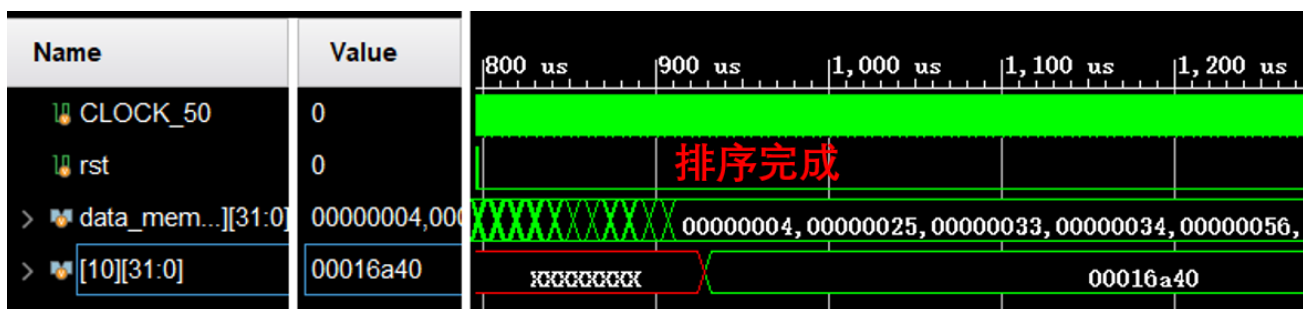 Name Value 800 us 900 us 1,000 us 1,100 us 1,200 us
CLOCK_50 0
rst 0 排序完成
data_mem...][31:0] 00000004,000 00000004,00000025,00000033,00000034,00000056,
[10][31:0] 00016a40 XXXXXXXX 00016a40